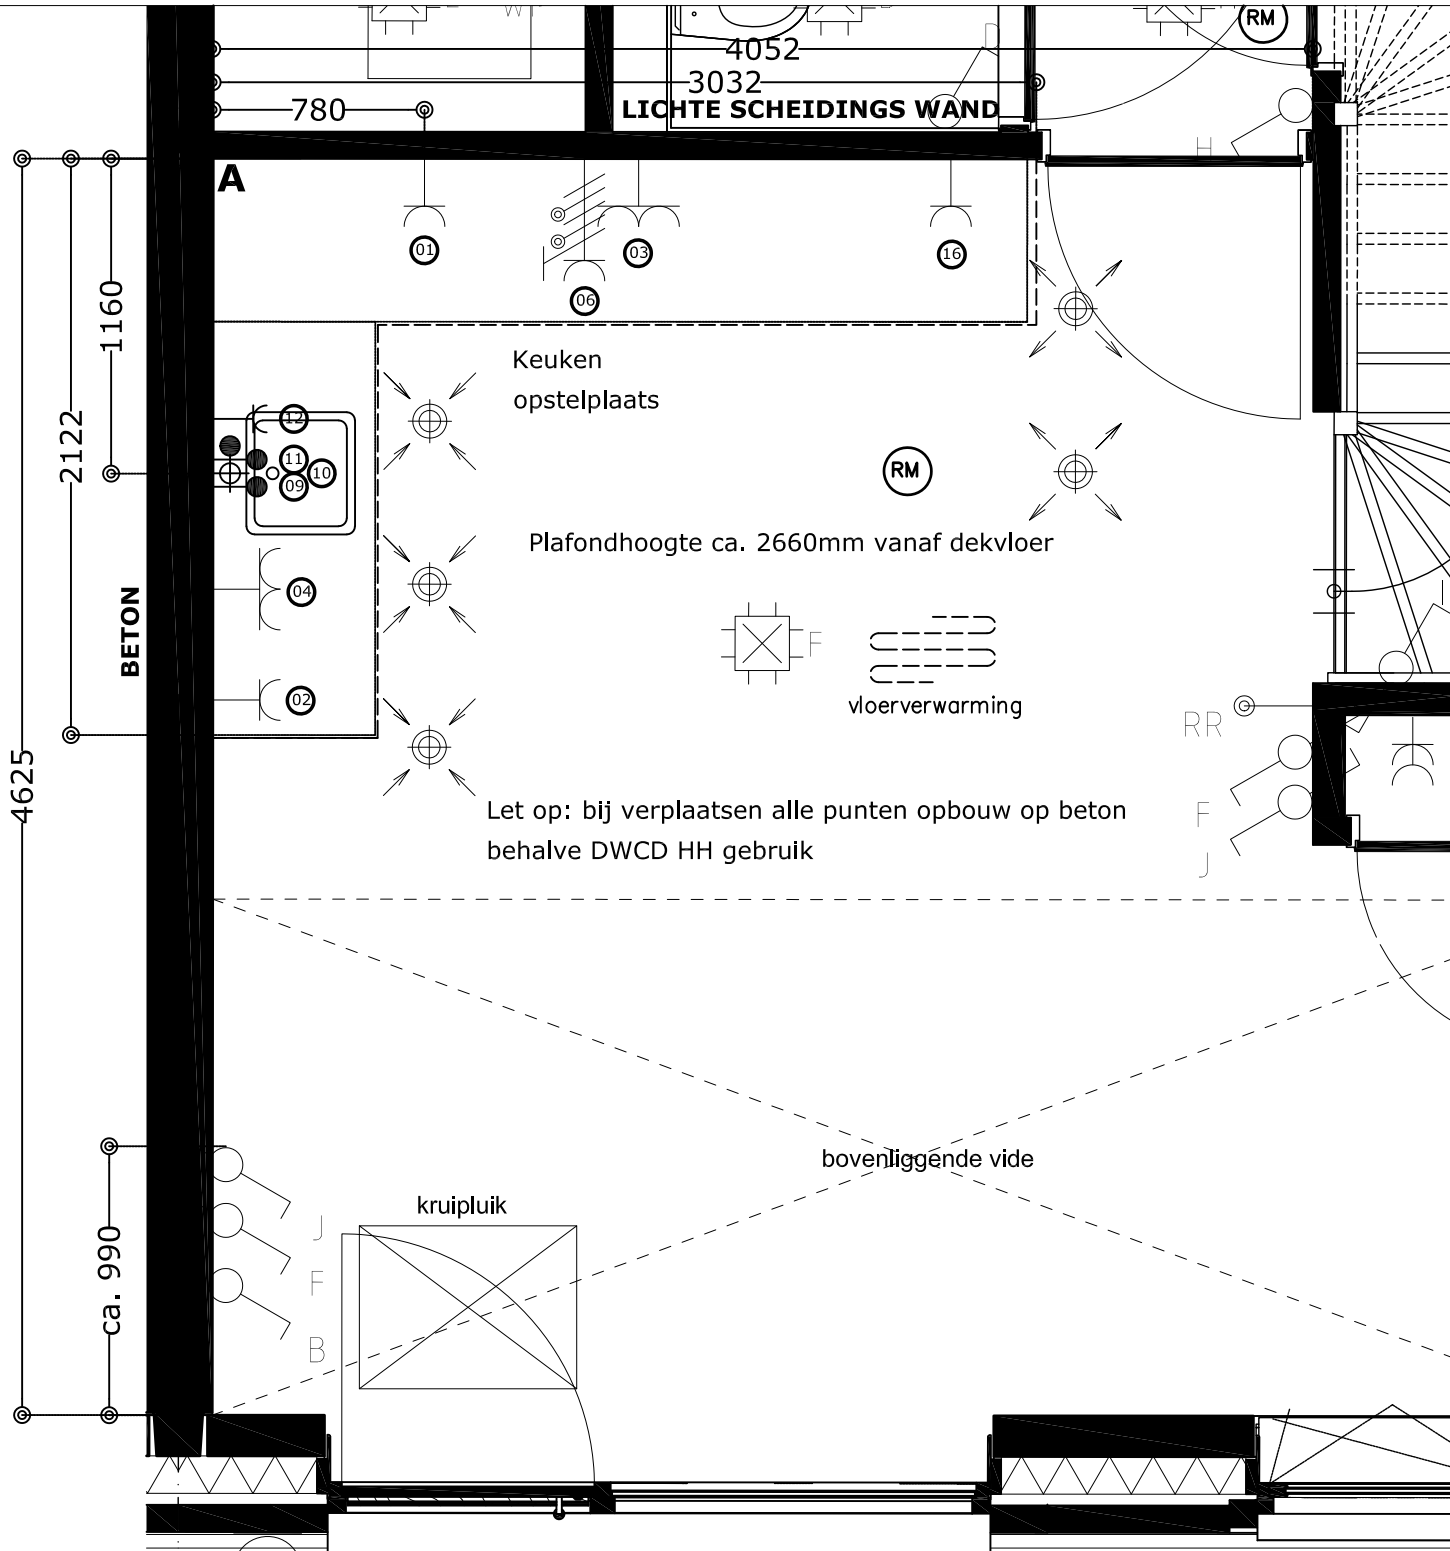 RM
D
4052
3032
780
LICHTE SCHEIDINGS WAND
H
A
01
03
16
06
1160
2122
4625
Keuken
opstelplaats
12
11
10
09
RM
Plafondhoogte ca. 2660mm vanaf dekvloer
BETON
04
F
vloerverwarming
02
RR
F
J
Let op: bij verplaatsen alle punten opbouw op beton
behalve DWCD HH gebruik
bovenliggende vide
kruipluik
J
F
B
ca. 990